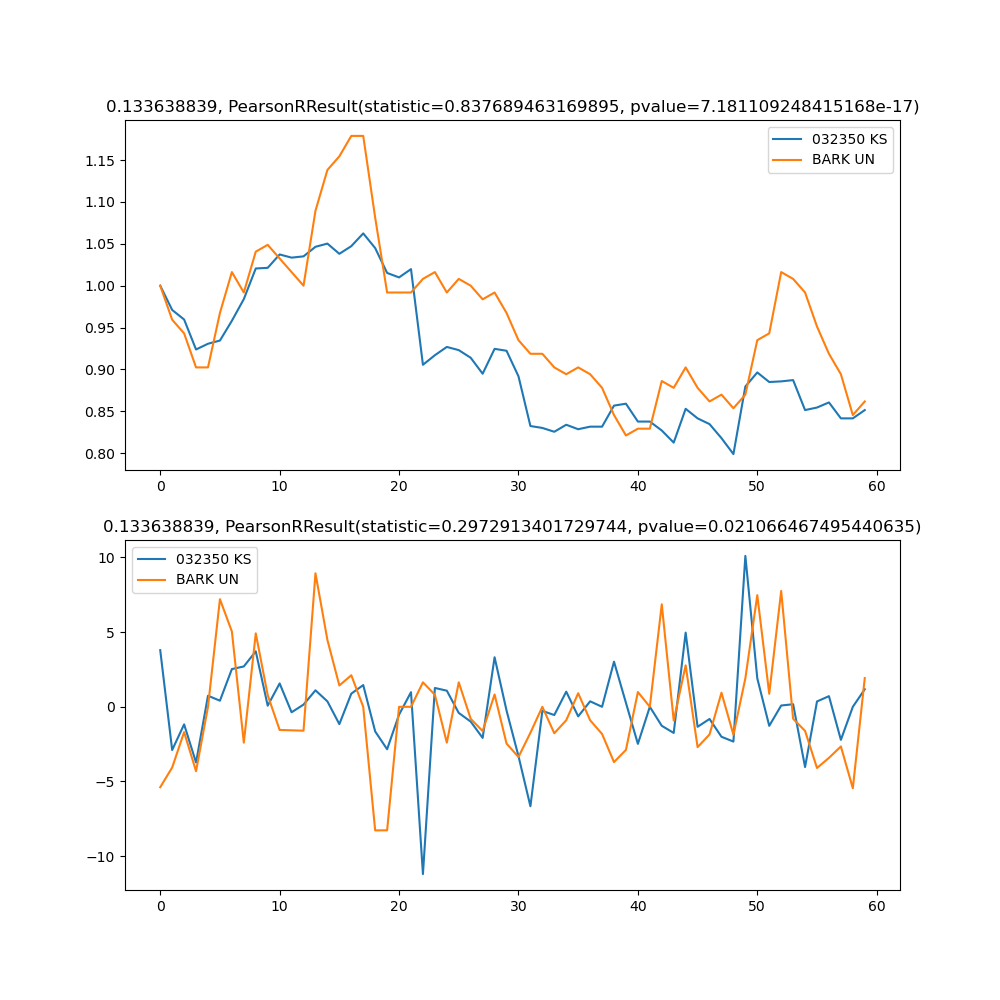 0.133638839, PearsonRResult(statistic=0.837689463169895, pvalue=7.181109248415168e-17)
032350 KS
BARK UN
1.15
1.10
1.05
1.00
0.95
0.90
0.85
0.80
0 10 20 30 40 50 60
0.133638839, PearsonRResult(statistic=0.2972913401729744, pvalue=0.021066467495440635)
032350 KS
BARK UN
10
5
0
−5
−10
0 10 20 30 40 50 60